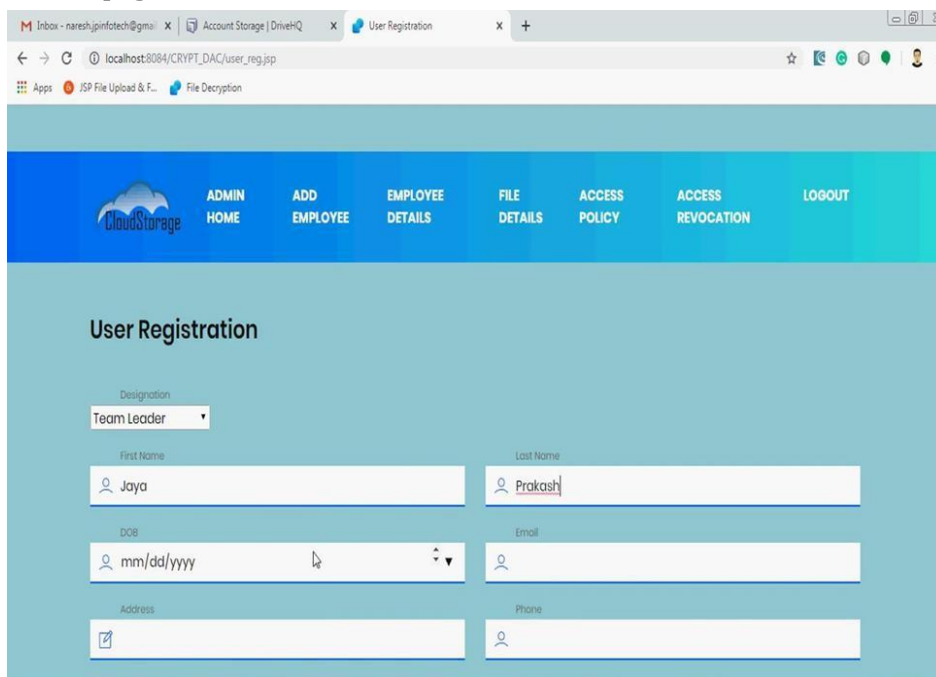 Inbox - naresh.jpinfotech@gmai
Account Storage | DriveHQ
User Registration
localhost:8084/CRYPT_DAC/user_reg.jsp
Apps
JSP File Upload & F...
File Decryption
CloudStorage
ADMIN HOME
ADD EMPLOYEE
EMPLOYEE DETAILS
FILE DETAILS
ACCESS POLICY
ACCESS REVOCATION
LOGOUT
User Registration
Designation
Team Leader
First Name
Last Name
Jaya
Prakash
DOB
Email
mm/dd/yyyy
Address
Phone